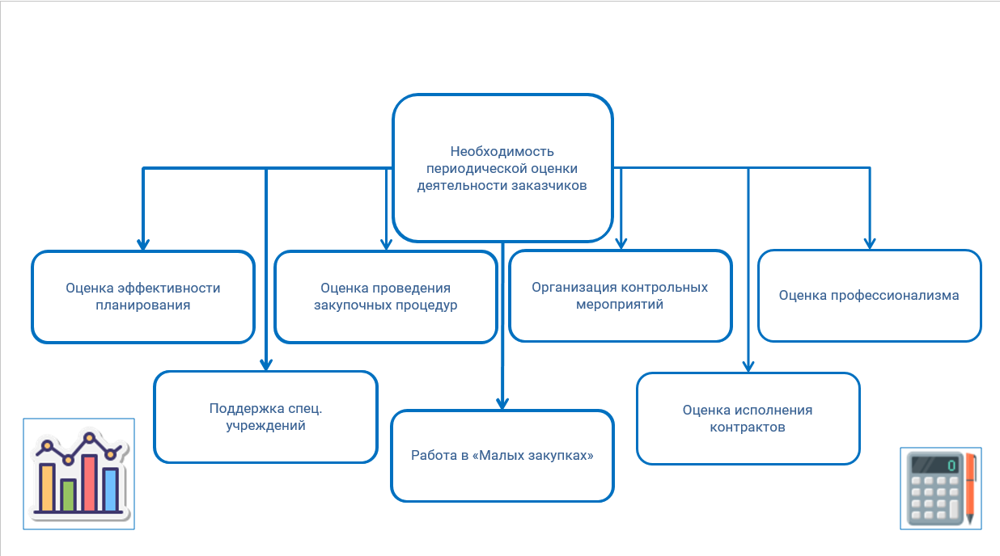 Необходимость
периодической оценки
деятельности заказчиков
Оценка эффективности
планирования
Оценка проведения
закупочных процедур
Организация контрольных
мероприятий
Оценка профессионализма
Поддержка спец.
учреждений
Работа в «Малых закупках»
Оценка исполнения
контрактов
0